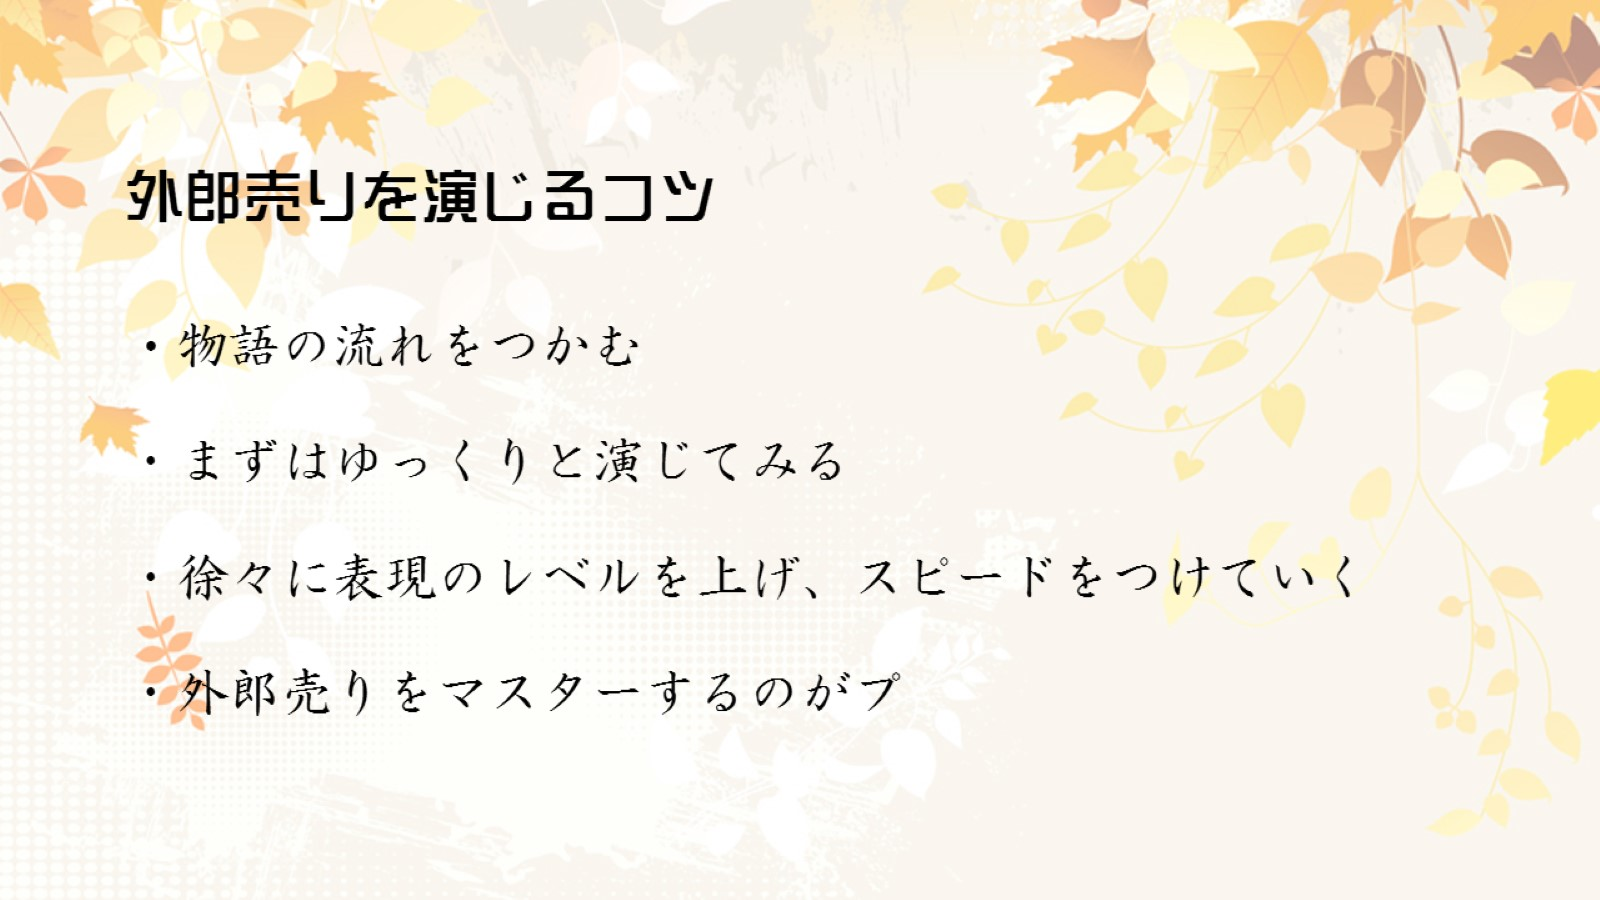 外郎売りを演じるコツ
・物語の流れをつかむ
・まずはゆっくりと演じてみる
・徐々に表現のレベルを上げ、スピードをつけていく
・外郎売りをマスターするのがプ